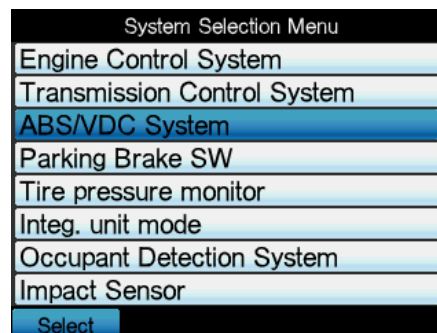 System Selection Menu
Engine Control System
Transmission Control System
ABS/VDC System
Parking Brake SW
Tire pressure monitor
Integ. unit mode
Occupant Detection System
Impact Sensor
Select